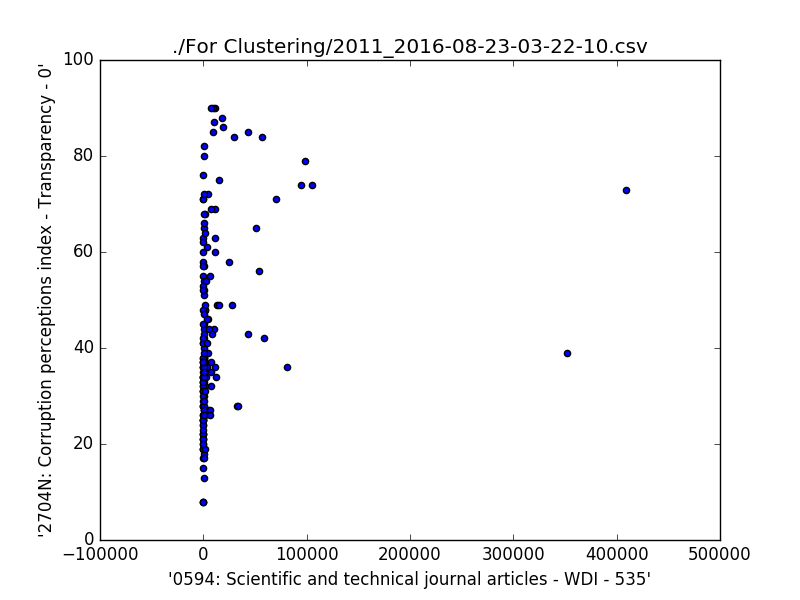 ./For Clustering/2011_2016-08-23-03-22-10.csv
'2704N: Corruption perceptions index - Transparency - 0'
100
80
60
40
20
0
−100000 0 100000 200000 300000 400000 500000
'0594: Scientific and technical journal articles - WDI - 535'